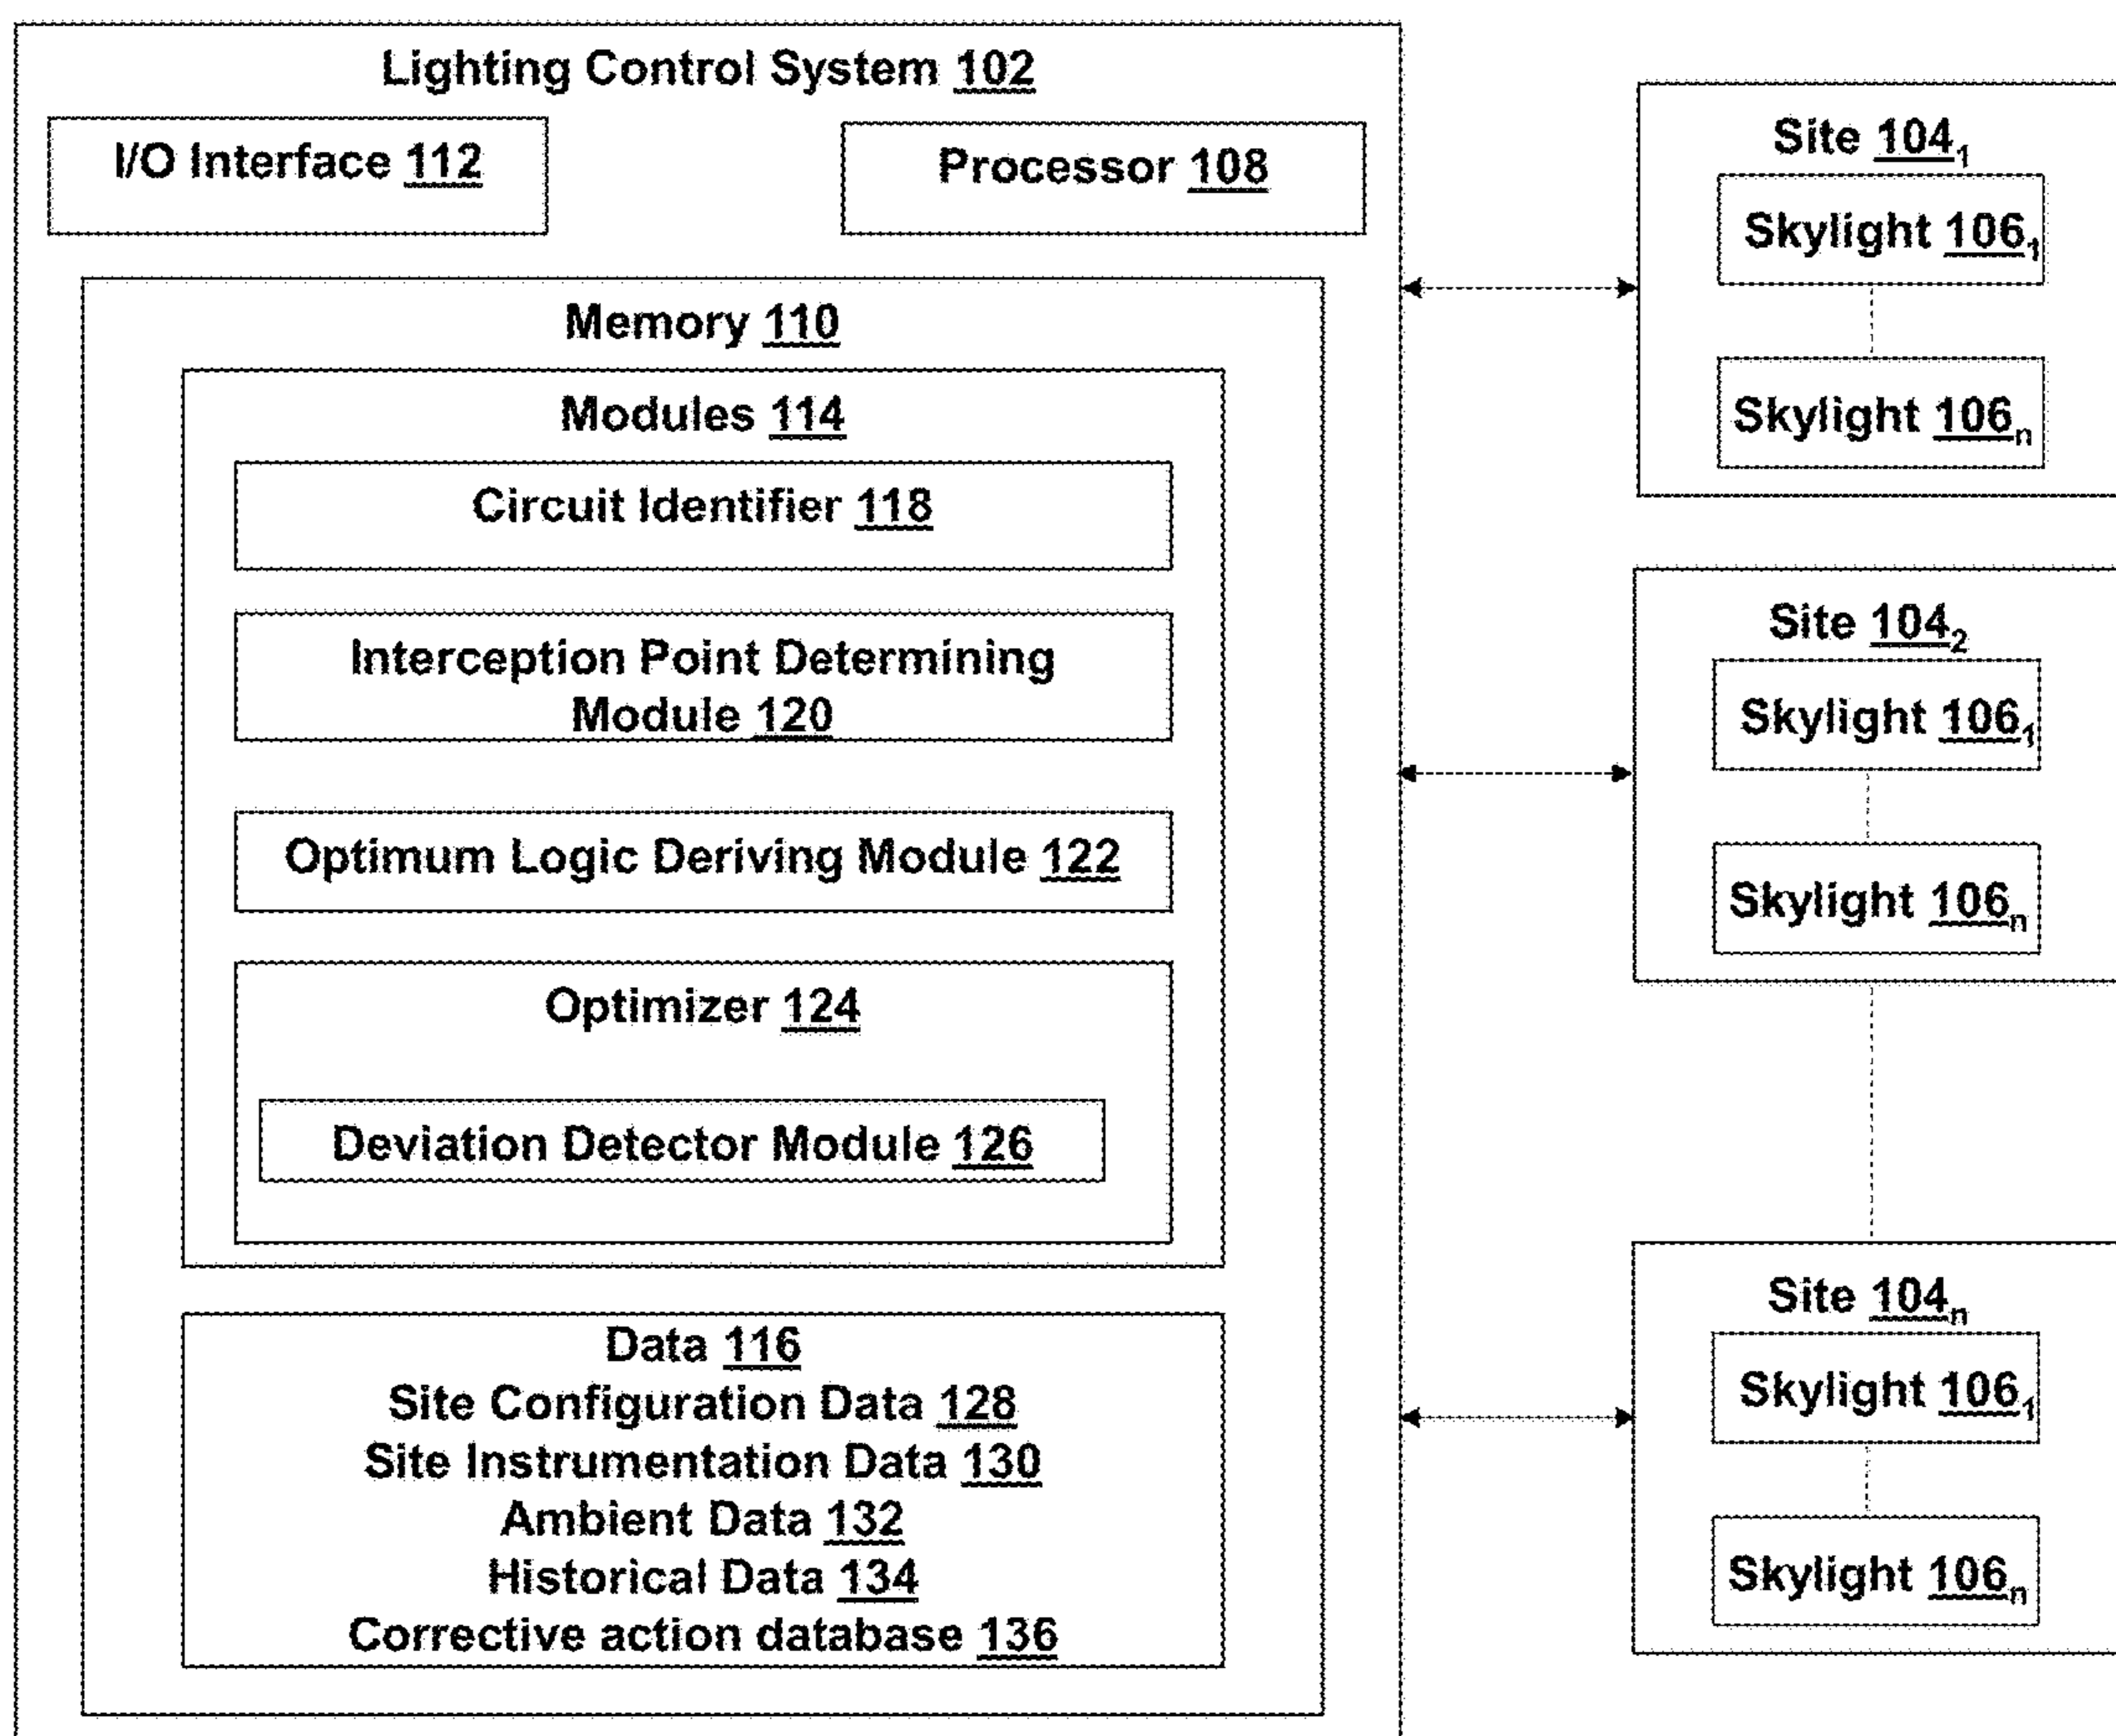 Lighting Control System 102
I/O Interface 112
Processor 108
Memory 110
Modules 114
Circuit Identifier 118
Interception Point Determining
Module 120
Optimum Logic Deriving Module 122
Optimizer 124
Deviation Detector Module 126
Data 116
Site Configuration Data 128
Site Instrumentation Data 130
Ambient Data 132
Historical Data 134
Corrective action database 136
Site 104₁
Skylight 106₁
Skylight 106ₙ
Site 104₂
Skylight 106₁
Skylight 106ₙ
Site 104ₙ
Skylight 106₁
Skylight 106ₙ